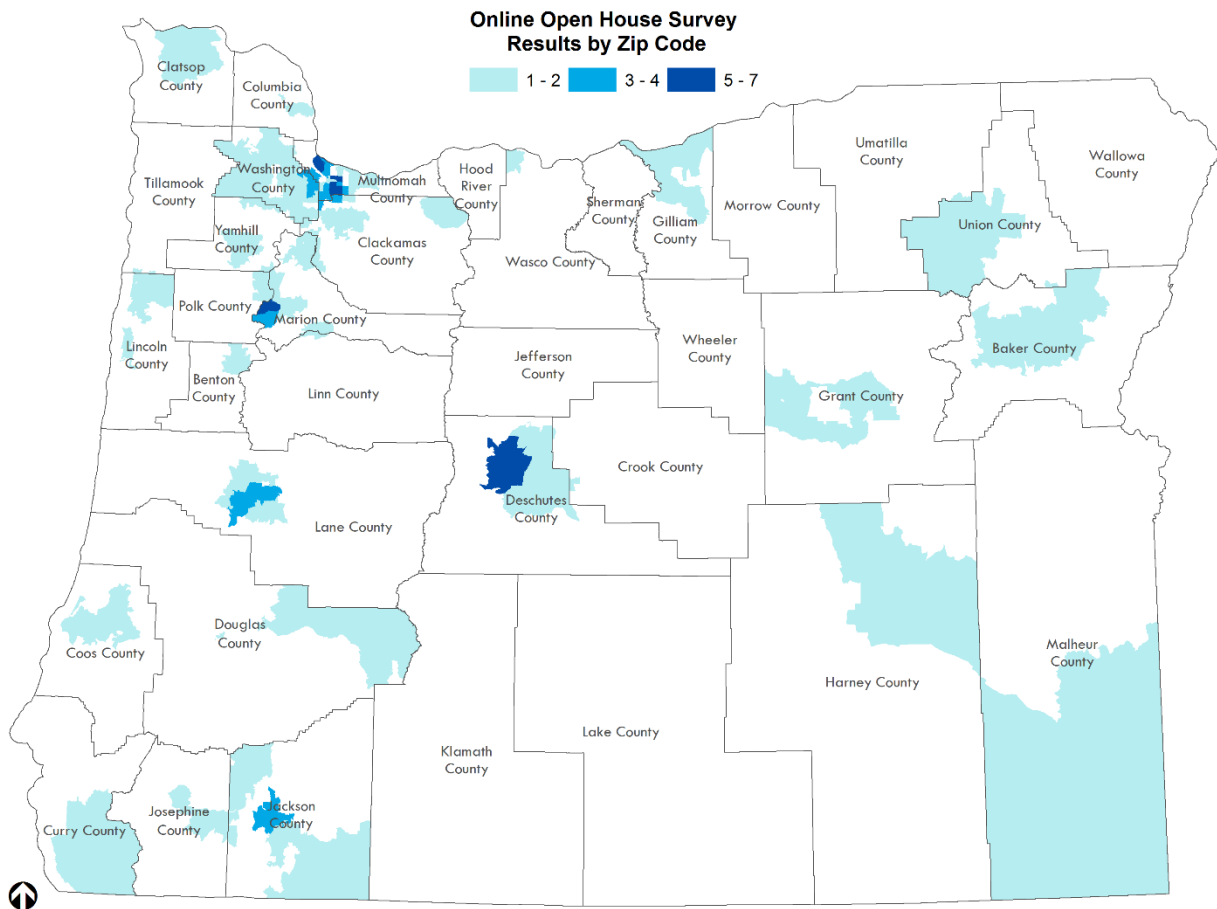 Online Open House Survey
Results by Zip Code
1 - 2
3 - 4
5 - 7
Clatsop
County
Columbia
County
Tillamook
County
Washington
County
Multnomah
County
Hood
River
County
Sherman
County
Gilliam
County
Morrow County
Umatilla
County
Wallowa
County
Union County
Yamhill
County
Clackamas
County
Wasco County
Polk County
Marion County
Lincoln
County
Benton
County
Linn County
Jefferson
County
Wheeler
County
Grant County
Baker County
Crook County
Deschutes
County
Lane County
Coos County
Douglas
County
Harney County
Malheur
County
Klamath
County
Lake County
Curry County
Josephine
County
Jackson
County